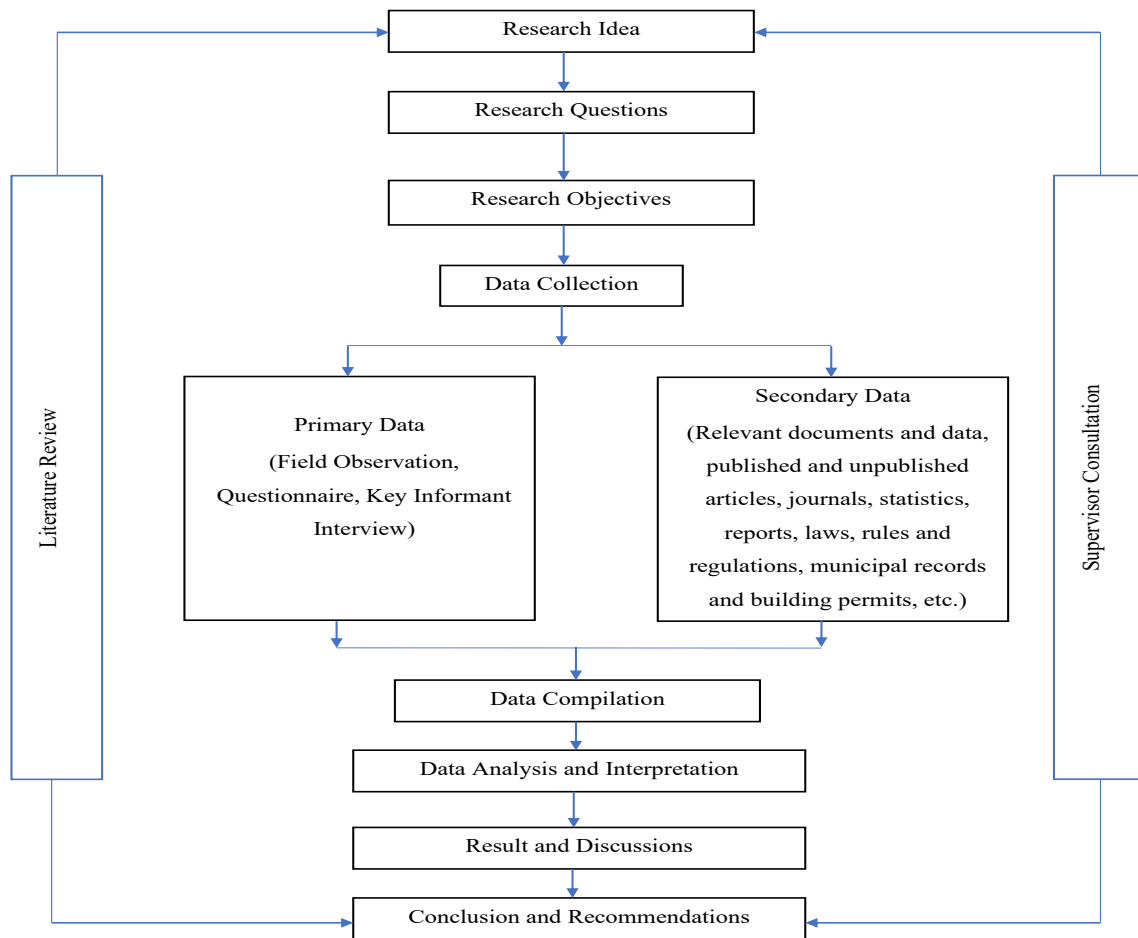 Research Idea
Research Questions
Research Objectives
Data Collection
Primary Data
(Field Observation,
Questionnaire, Key Informant
Interview)
Secondary Data
(Relevant documents and data,
published and unpublished
articles, journals, statistics,
reports, laws, rules and
regulations, municipal records
and building permits, etc.)
Data Compilation
Data Analysis and Interpretation
Result and Discussions
Conclusion and Recommendations
Literature Review
Supervisor Consultation